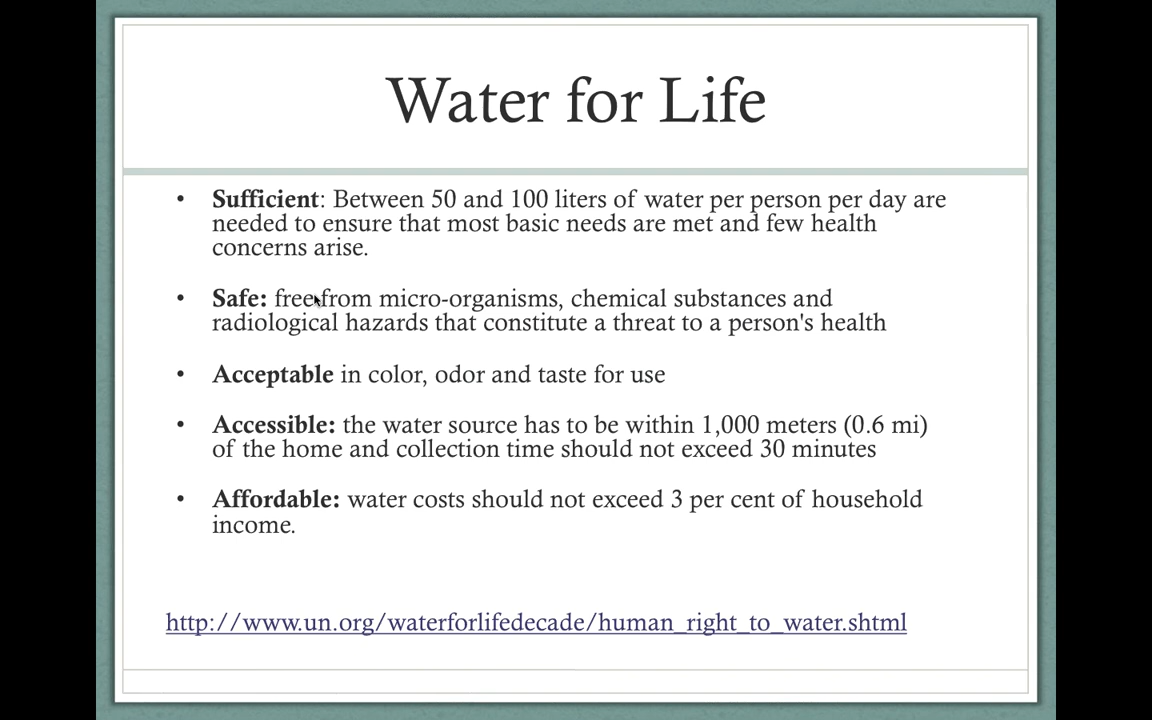 Water for Life
• Sufficient: Between 50 and 100 liters of water per person per day are
needed to ensure that most basic needs are met and few health
concerns arise.
• Safe: free from micro-organisms, chemical substances and
radiological hazards that constitute a threat to a person's health
• Acceptable in color, odor and taste for use
• Accessible: the water source has to be within 1,000 meters (0.6 mi)
of the home and collection time should not exceed 30 minutes
• Affordable: water costs should not exceed 3 per cent of household
income.
http://www.un.org/waterforlifedecade/human_right_to_water.shtml